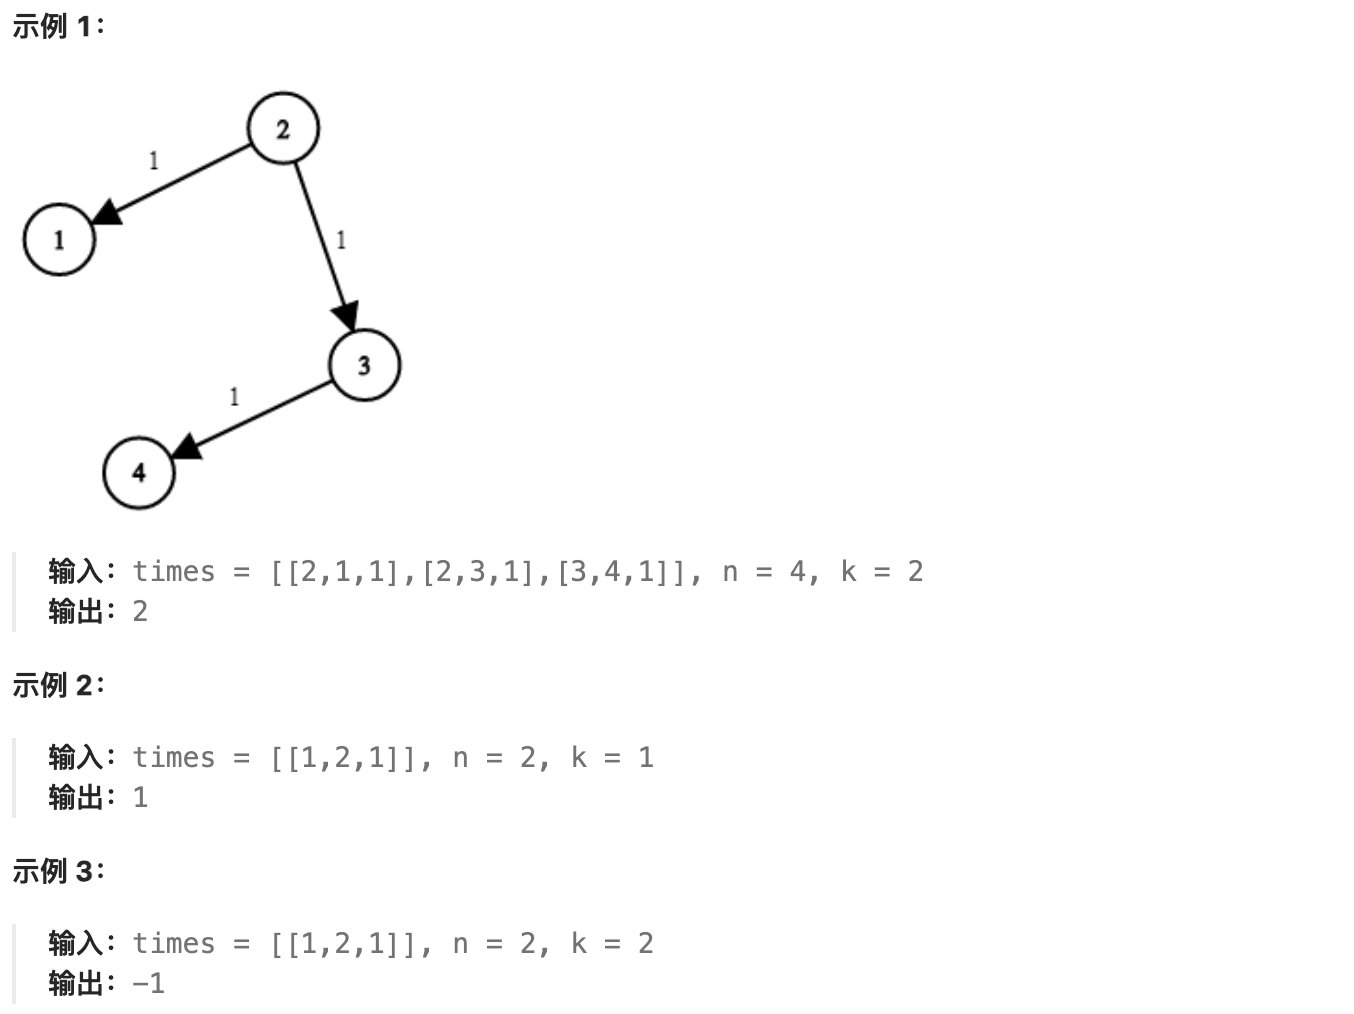 示例 1：
2
1
1
1
3
1
4
输入：times = [[2,1,1],[2,3,1],[3,4,1]], n = 4, k = 2
输出：2
示例 2：
输入：times = [[1,2,1]], n = 2, k = 1
输出：1
示例 3：
输入：times = [[1,2,1]], n = 2, k = 2
输出：-1